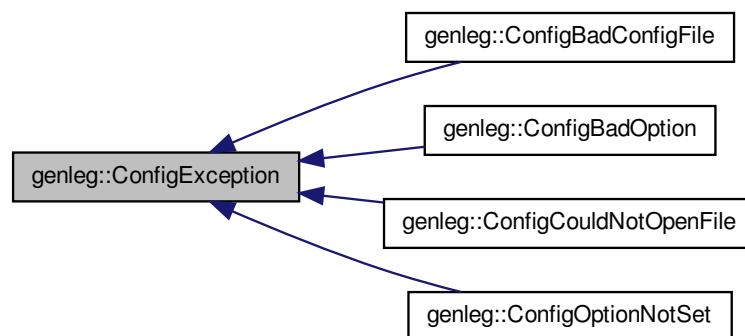 genleg::ConfigBadConfigFile
genleg::ConfigBadOption
genleg::ConfigException
genleg::ConfigCouldNotOpenFile
genleg::ConfigOptionNotSet